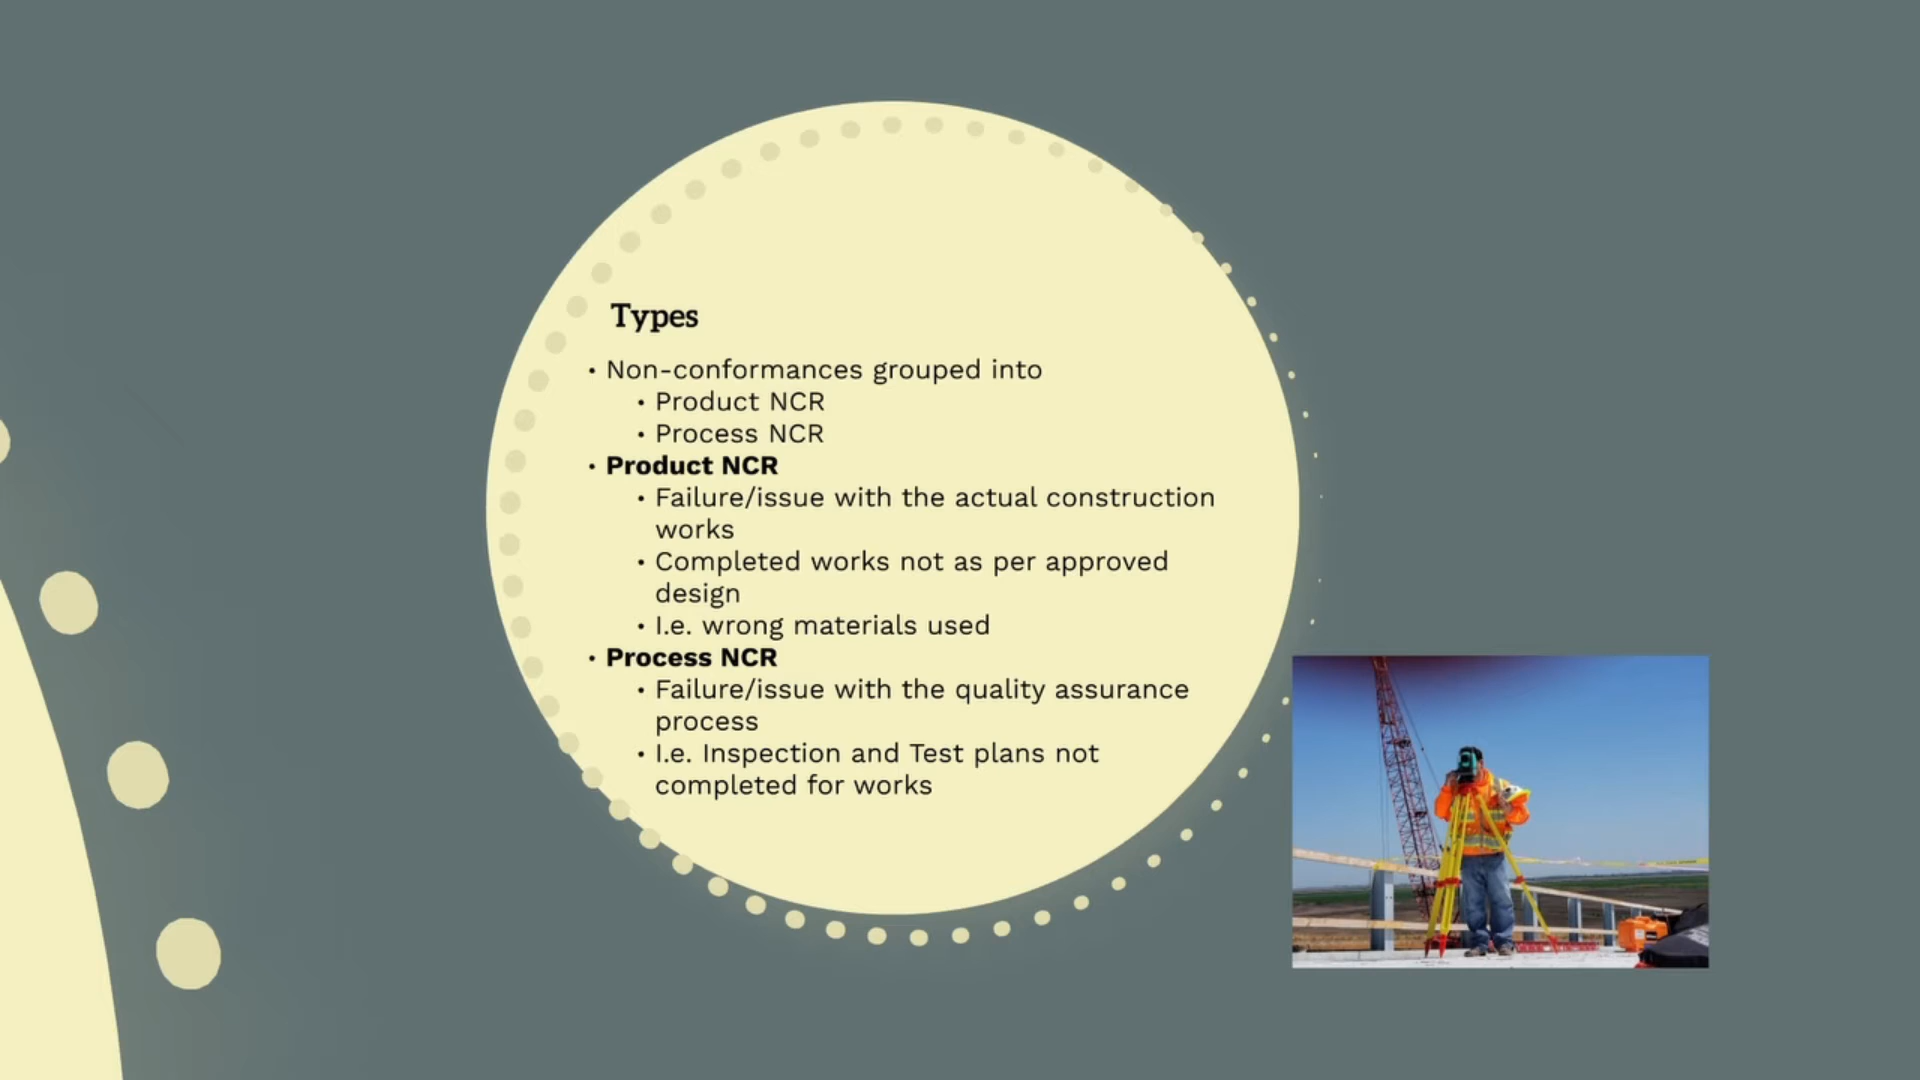 Types
• Non-conformances grouped into
• Product NCR
• Process NCR
• Product NCR
• Failure/issue with the actual construction
works
• Completed works not as per approved
design
• I.e. wrong materials used
• Process NCR
• Failure/issue with the quality assurance
process
• I.e. Inspection and Test plans not
completed for works